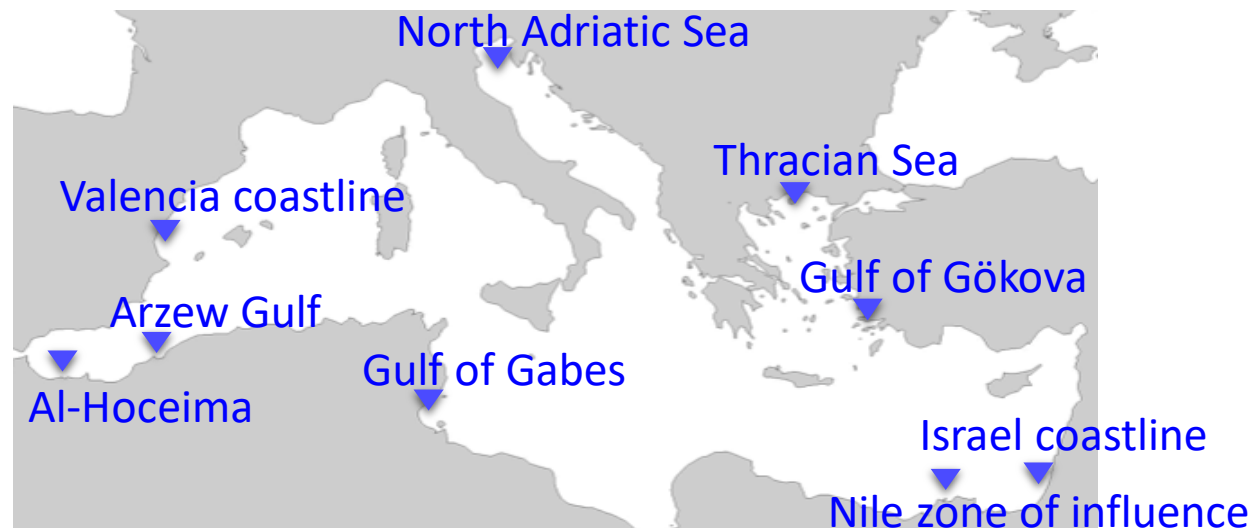 North Adriatic Sea
Thracian Sea
Valencia coastline
Gulf of Gökova
Arzew Gulf
Gulf of Gabes
Al-Hoceima
Israel coastline
Nile zone of influence